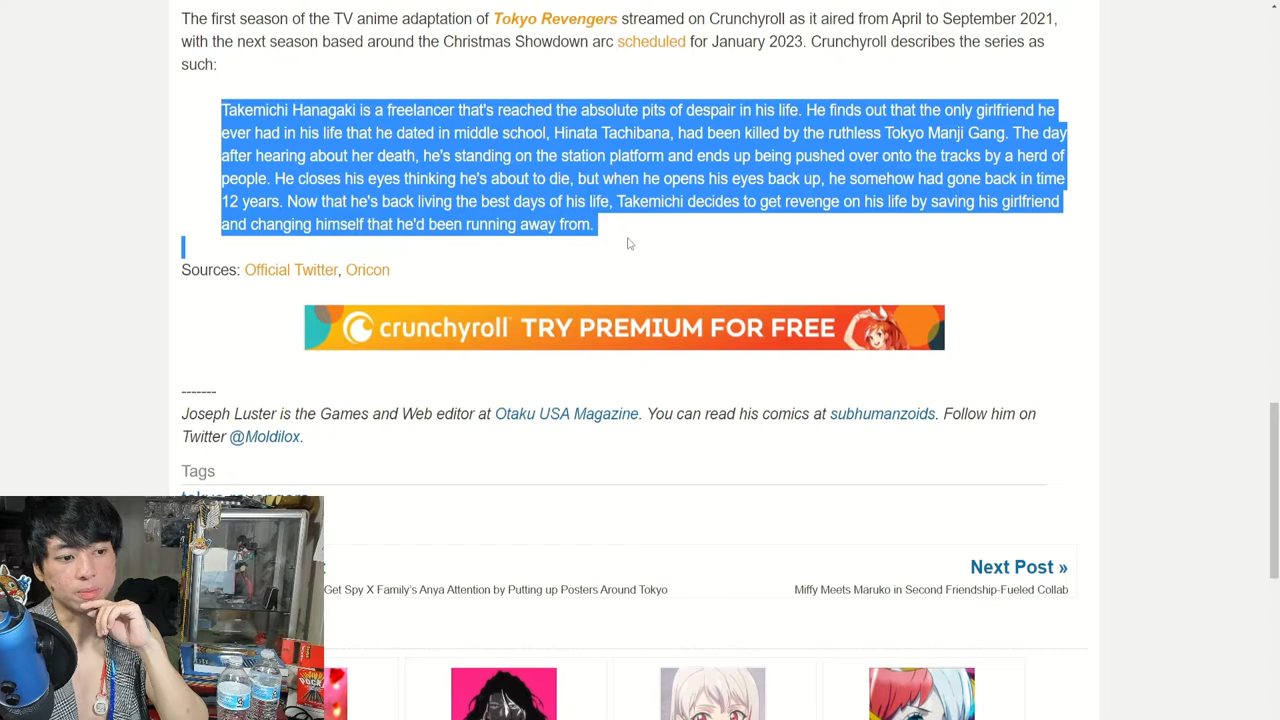 The first season of the TV anime adaptation of Tokyo Revengers streamed on Crunchyroll as it aired from April to September 2021,
with the next season based around the Christmas Showdown arc scheduled for January 2023. Crunchyroll describes the series as
such:
Takemichi Hanagaki is a freelancer that's reached the absolute pits of despair in his life. He finds out that the only girlfriend he
ever had in his life that he dated in middle school, Hinata Tachibana, had been killed by the ruthless Tokyo Manji Gang. The day
after hearing about her death, he's standing on the station platform and ends up being pushed over onto the tracks by a herd of
people. He closes his eyes thinking he's about to die, but when he opens his eyes back up, he somehow had gone back in time
12 years. Now that he's back living the best days of his life, Takemichi decides to get revenge on his life by saving his girlfriend
and changing himself that he'd been running away from.
Sources: Official Twitter, Oricon
crunchyroll TRY PREMIUM FOR FREE
-------
Joseph Luster is the Games and Web editor at Otaku USA Magazine. You can read his comics at subhumanzoids. Follow him on
Twitter @Moldilox.
Tags
Next Post »
Get Spy X Family's Anya Attention by Putting up Posters Around Tokyo
Miffy Meets Maruko in Second Friendship-Fueled Collab